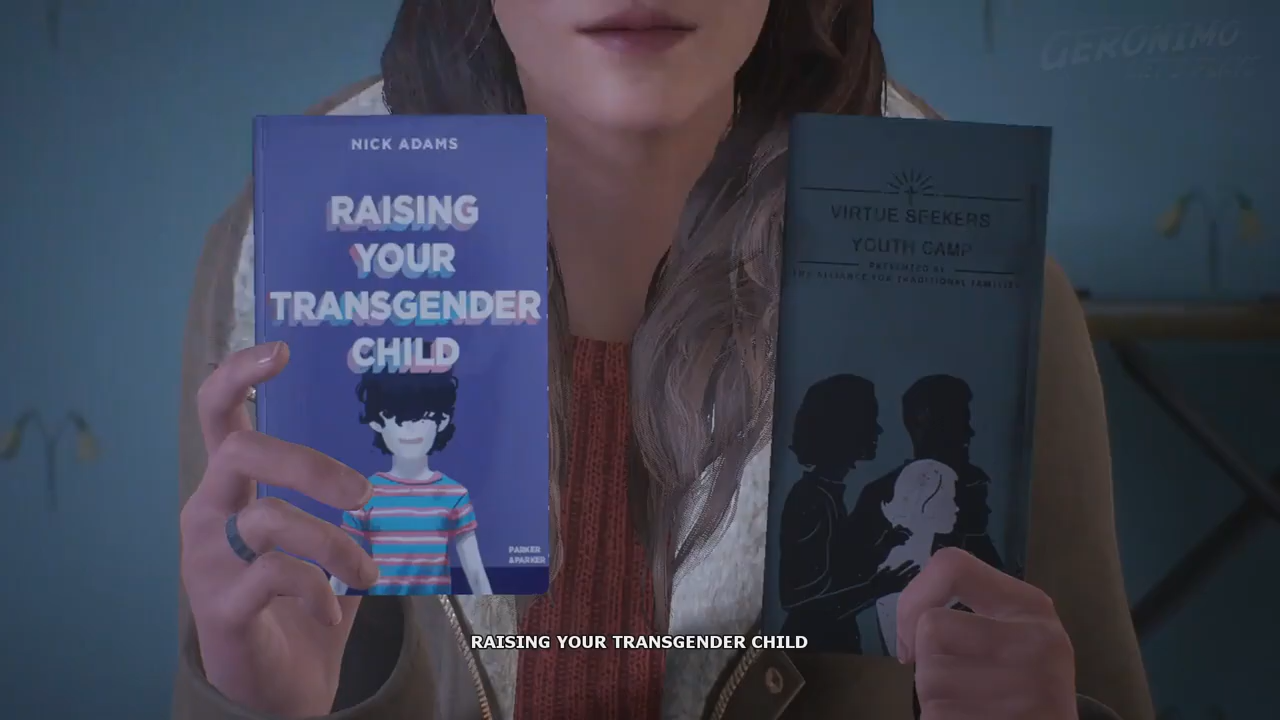 GERONIMO
NICK ADAMS
RAISING
YOUR
TRANSGENDER
CHILD
PARKER
&PARKER
VIRTUE SEEKERS
YOUTH CAMP
PRESENTED BY
THE ALLIANCE FOR TRADITIONAL FAMILIES
RAISING YOUR TRANSGENDER CHILD